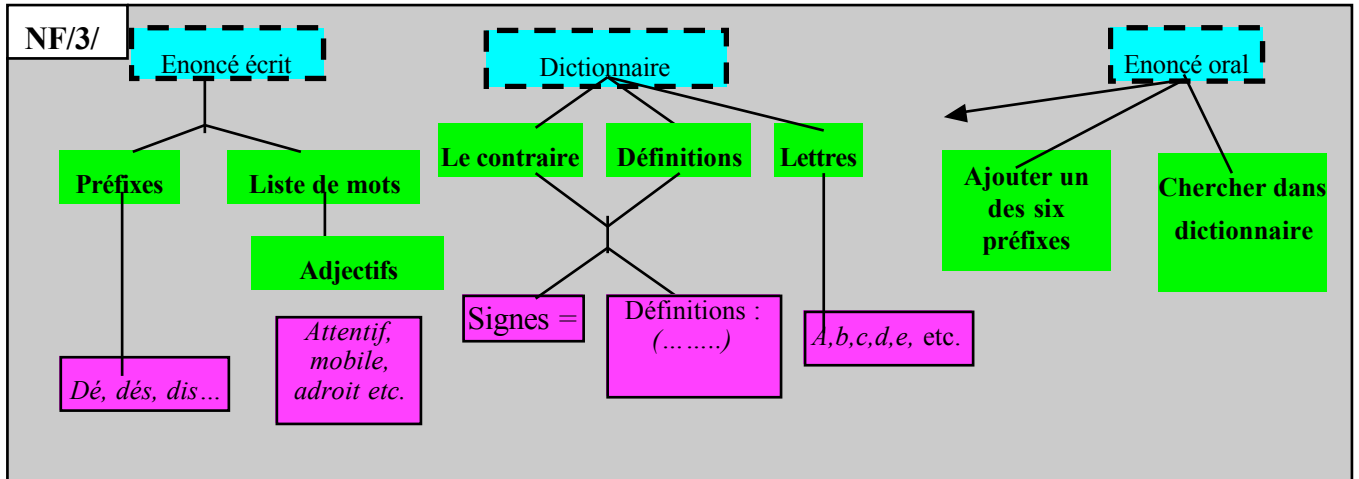 NF/3/
Enoncé écrit
Dictionnaire
Enoncé oral
Préfixes
Liste de mots
Le contraire
Définitions
Lettres
Ajouter un
des six
préfixes
Chercher dans
dictionnaire
Adjectifs
Dé, dés, dis…
Attentif,
mobile,
adroit etc.
Signes =
Définitions :
(……..)
A,b,c,d,e, etc.